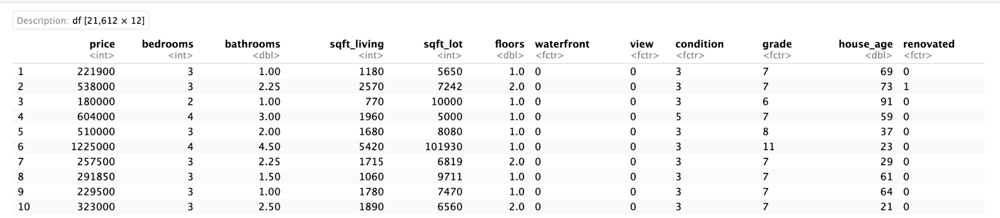 Description: df [21,612 × 12]
price bedrooms bathrooms sqft_living sqft_lot floors waterfront view condition grade house_age renovated
<int> <int> <dbl> <int> <int> <dbl> <fctr> <fctr> <fctr> <fctr> <dbl> <fctr>
1 221900 3 1.00 1180 5650 1.0 0 0 3 7 69 0
2 538000 3 2.25 2570 7242 2.0 0 0 3 7 73 1
3 180000 2 1.00 770 10000 1.0 0 0 3 6 91 0
4 604000 4 3.00 1960 5000 1.0 0 0 5 7 59 0
5 510000 3 2.00 1680 8080 1.0 0 0 3 8 37 0
6 1225000 4 4.50 5420 101930 1.0 0 0 3 11 23 0
7 257500 3 2.25 1715 6819 2.0 0 0 3 7 29 0
8 291850 3 1.50 1060 9711 1.0 0 0 3 7 61 0
9 229500 3 1.00 1780 7470 1.0 0 0 3 7 64 0
10 323000 3 2.50 1890 6560 2.0 0 0 3 7 21 0